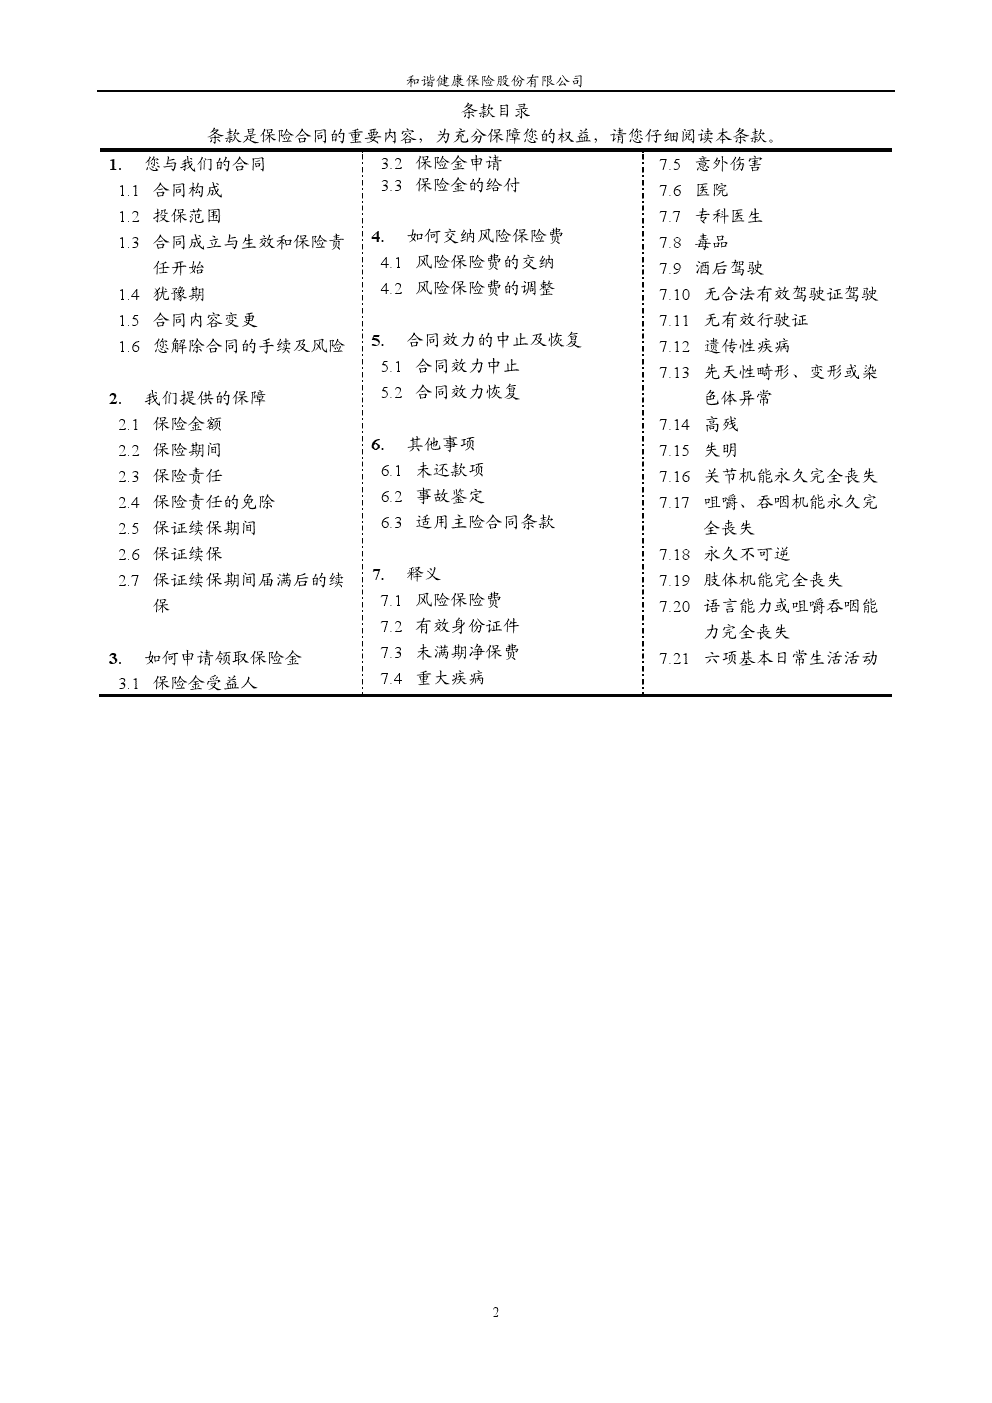 和谐健康保险股份有限公司
条款目录
条款是保险合同的重要内容，为充分保障您的权益，请您仔细阅读本条款。
1. 您与我们的合同
1.1 合同构成
1.2 投保范围
1.3 合同成立与生效和保险责
任开始
1.4 犹豫期
1.5 合同内容变更
1.6 您解除合同的手续及风险
2. 我们提供的保障
2.1 保险金额
2.2 保险期间
2.3 保险责任
2.4 保险责任的免除
2.5 保证续保期间
2.6 保证续保
2.7 保证续保期间届满后的续
保
3. 如何申请领取保险金
3.1 保险金受益人
3.2 保险金申请
3.3 保险金的给付
4. 如何交纳风险保险费
4.1 风险保险费的交纳
4.2 风险保险费的调整
5. 合同效力的中止及恢复
5.1 合同效力中止
5.2 合同效力恢复
6. 其他事项
6.1 未还款项
6.2 事故鉴定
6.3 适用主险合同条款
7. 释义
7.1 风险保险费
7.2 有效身份证件
7.3 未满期净保费
7.4 重大疾病
7.5 意外伤害
7.6 医院
7.7 专科医生
7.8 毒品
7.9 酒后驾驶
7.10 无合法有效驾驶证驾驶
7.11 无有效行驶证
7.12 遗传性疾病
7.13 先天性畸形、变形或染
色体异常
7.14 高残
7.15 失明
7.16 关节机能永久完全丧失
7.17 咀嚼、吞咽机能永久完
全丧失
7.18 永久不可逆
7.19 肢体机能完全丧失
7.20 语言能力或咀嚼吞咽能
力完全丧失
7.21 六项基本日常生活活动
2